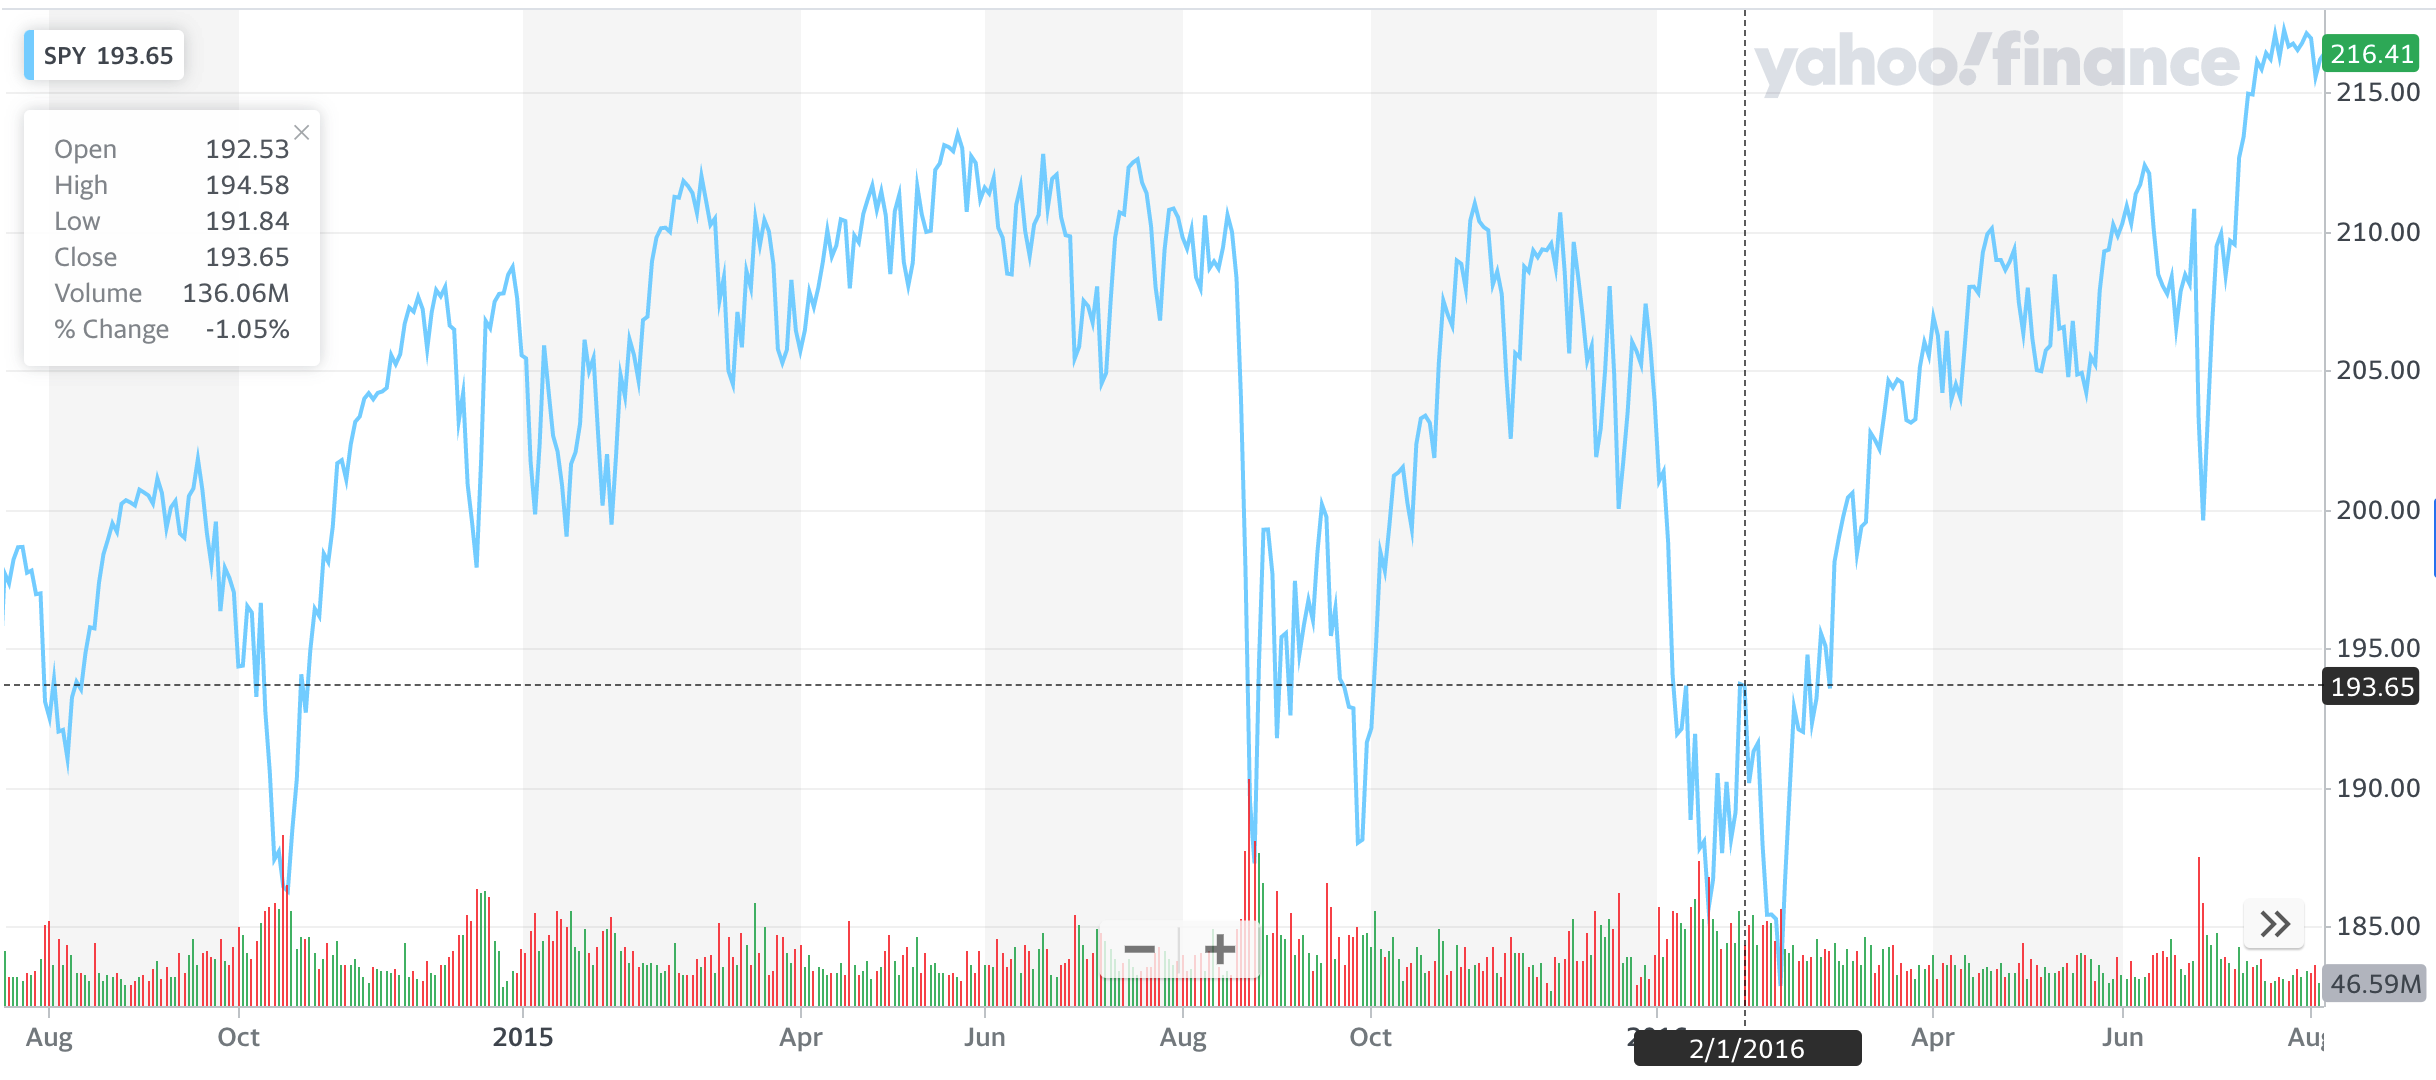 SPY 193.65
yahoo!finance
216.41
Open 192.53
High 194.58
Low 191.84
Close 193.65
Volume 136.06M
% Change -1.05%
215.00
210.00
205.00
200.00
195.00
193.65
190.00
185.00
46.59M
Aug Oct 2015 Apr Jun Aug Oct 2016 Apr Jun Aug
2/1/2016